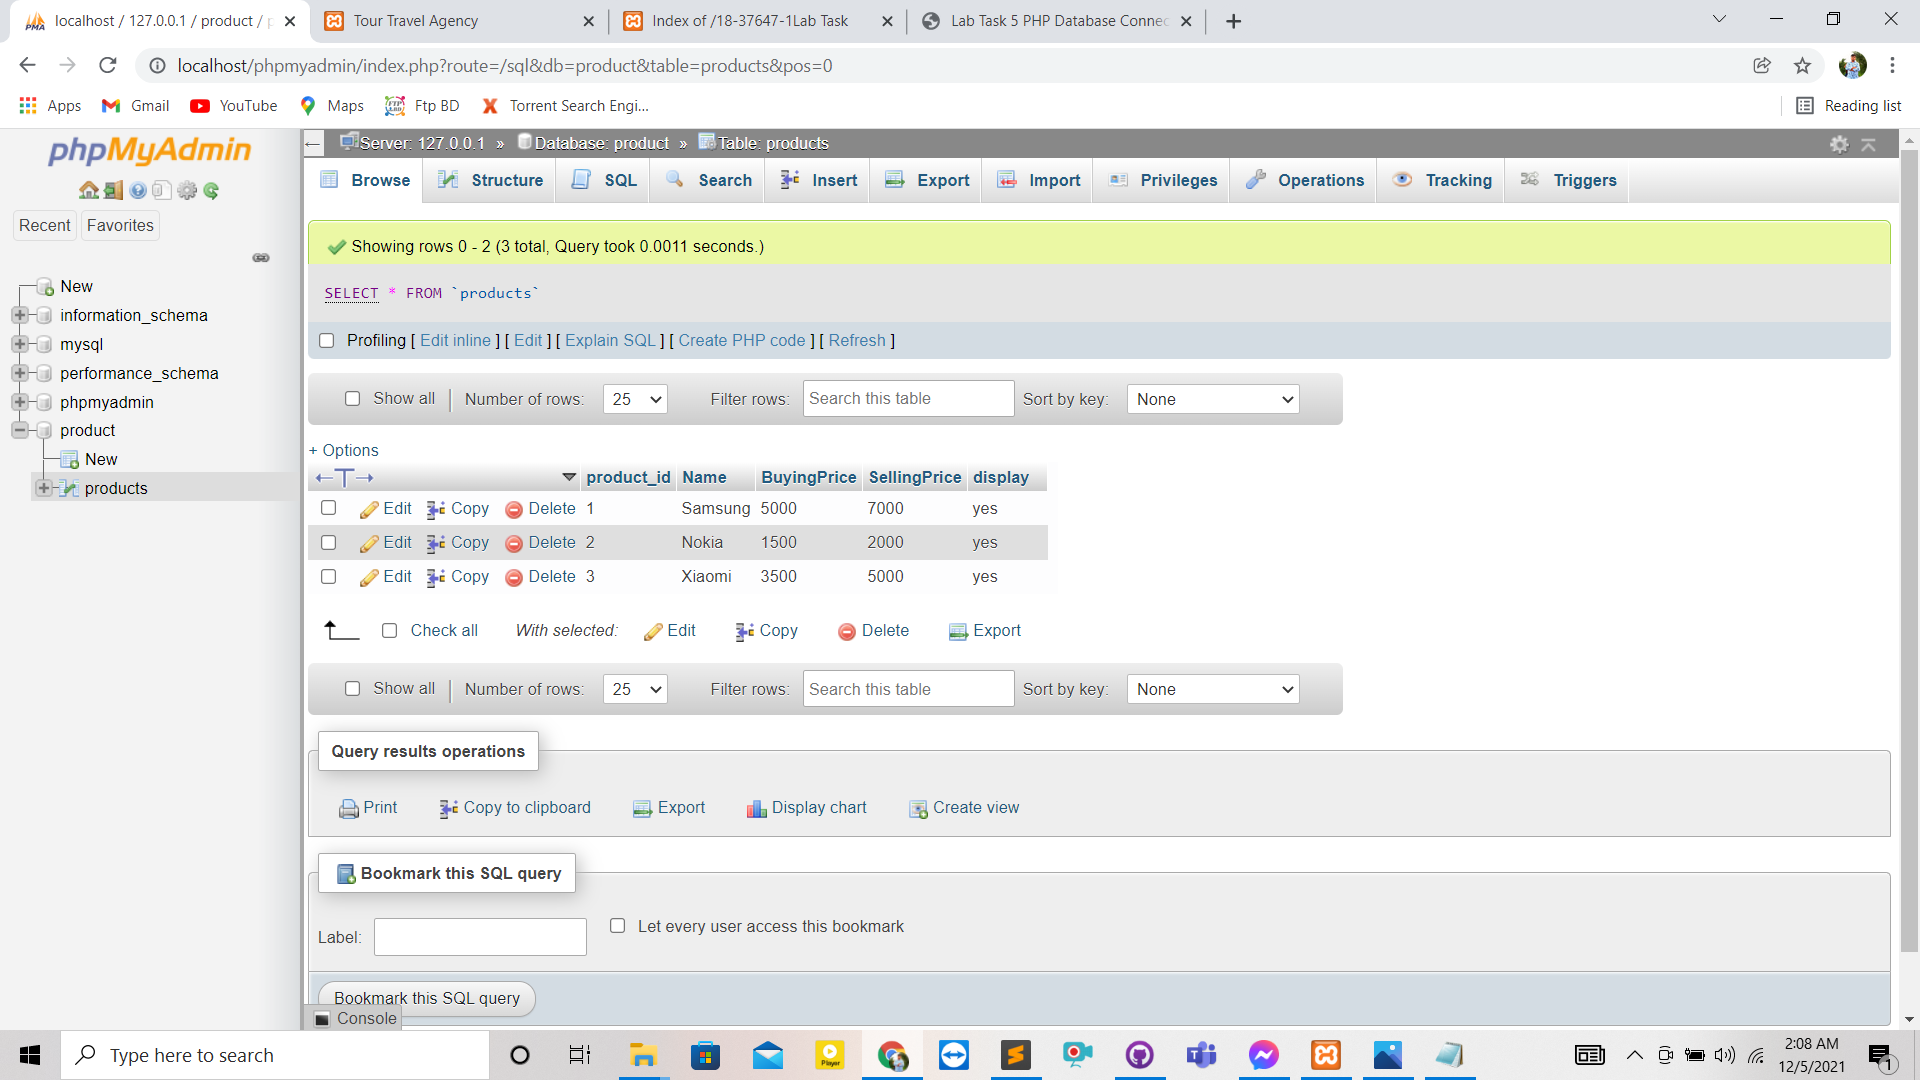 localhost / 127.0.0.1 / product / p
Tour Travel Agency
Index of /18-37647-1Lab Task
Lab Task 5 PHP Database Connec
localhost/phpmyadmin/index.php?route=/sql&db=product&table=products&pos=0
Apps
Gmail
YouTube
Maps
Ftp BD
Torrent Search Engi...
Reading list
phpMyAdmin
Recent
Favorites
New
information_schema
mysql
performance_schema
phpmyadmin
product
New
products
Server: 127.0.0.1 » Database: product » Table: products
Browse
Structure
SQL
Search
Insert
Export
Import
Privileges
Operations
Tracking
Triggers
Showing rows 0 - 2 (3 total, Query took 0.0011 seconds.)
SELECT * FROM `products`
Profiling [ Edit inline ] [ Edit ] [ Explain SQL ] [ Create PHP code ] [ Refresh ]
Show all | Number of rows: 25 Filter rows: Search this table Sort by key: None
+ Options
←T→ product_id Name BuyingPrice SellingPrice display
Edit Copy Delete 1 Samsung 5000 7000 yes
Edit Copy Delete 2 Nokia 1500 2000 yes
Edit Copy Delete 3 Xiaomi 3500 5000 yes
Check all With selected: Edit Copy Delete Export
Show all | Number of rows: 25 Filter rows: Search this table Sort by key: None
Query results operations
Print Copy to clipboard Export Display chart Create view
Bookmark this SQL query
Label: Let every user access this bookmark
Bookmark this SQL query
Console
Type here to search
2:08 AM
12/5/2021
1